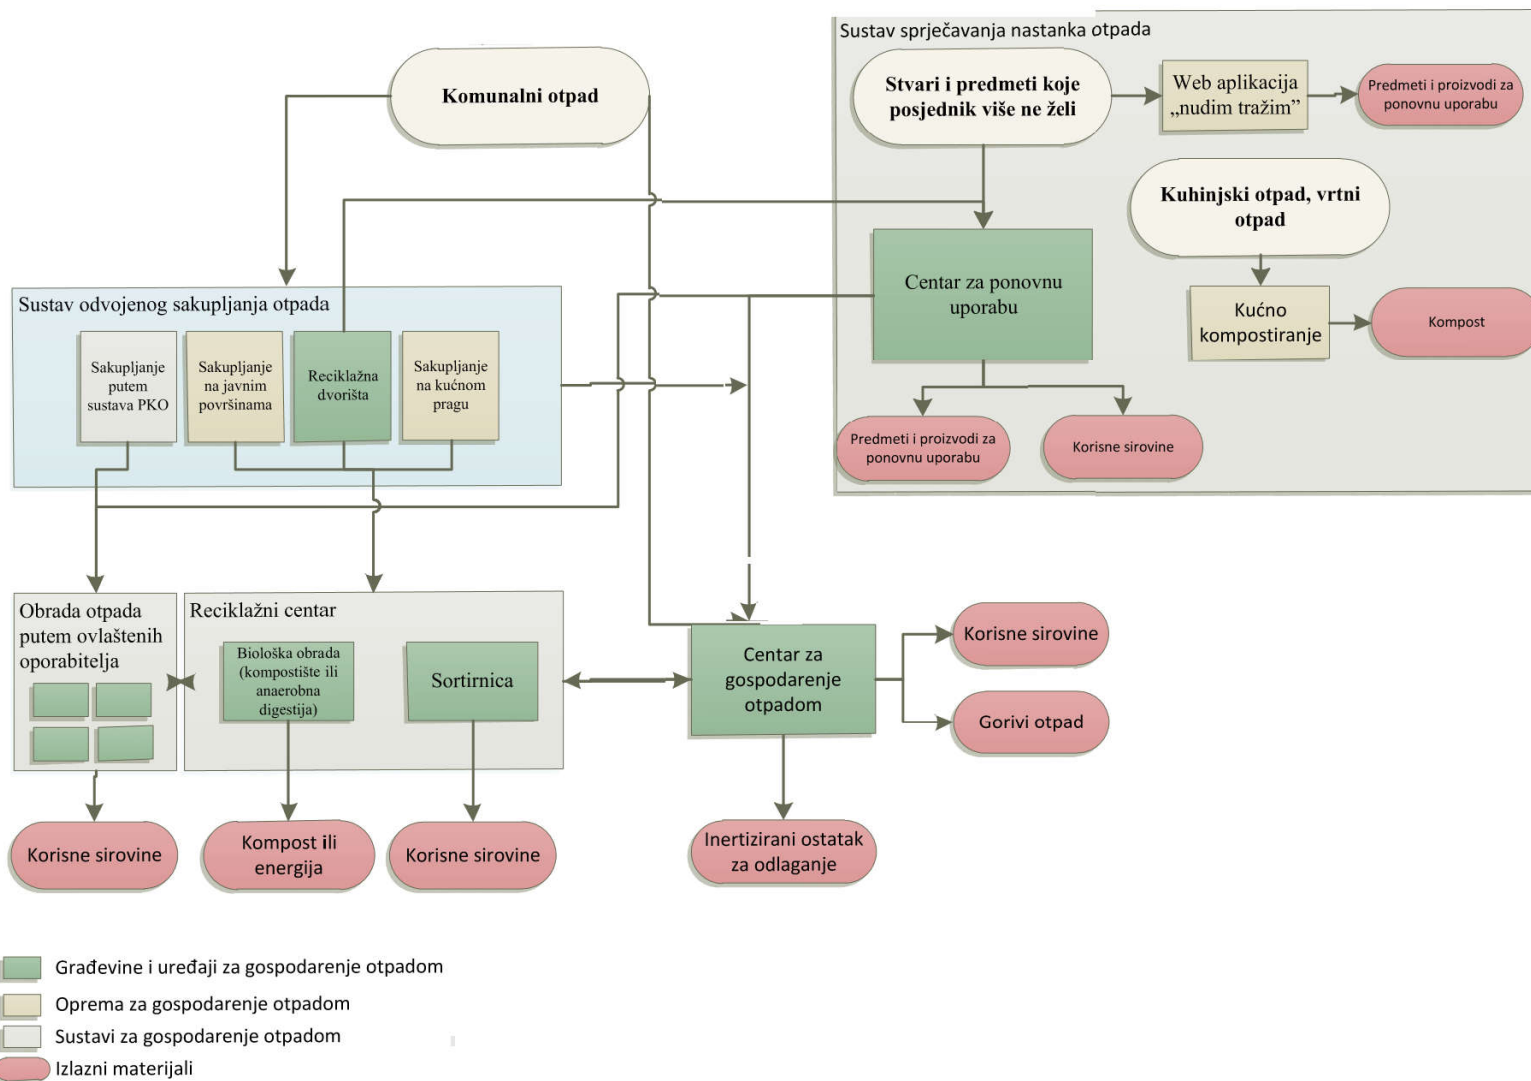 Sustav sprječavanja nastanka otpada
Komunalni otpad
Stvari i predmeti koje
posjednik više ne želi
Web aplikacija
„nudim tražim”
Predmeti i proizvodi za
ponovnu uporabu
Kuhinjski otpad, vrtni
otpad
Centar za ponovnu
uporabu
Kućno
kompostiranje
Kompost
Predmeti i proizvodi za
ponovnu uporabu
Korisne sirovine
Sustav odvojenog sakupljanja otpada
Sakupljanje
putem
sustava PKO
Sakupljanje
na javnim
površinama
Reciklažna
dvorišta
Sakupljanje
na kućnom
pragu
Obrada otpada
putem ovlaštenih
oporabitelja
Reciklažni centar
Biološka obrada
(kompostište ili
anaerobna
digestija)
Sortirnica
Centar za
gospodarenje
otpadom
Korisne sirovine
Gorivi otpad
Korisne sirovine
Kompost ili
energija
Korisne sirovine
Inertizirani ostatak
za odlaganje
Građevine i uređaji za gospodarenje otpadom
Oprema za gospodarenje otpadom
Sustavi za gospodarenje otpadom
Izlazni materijali